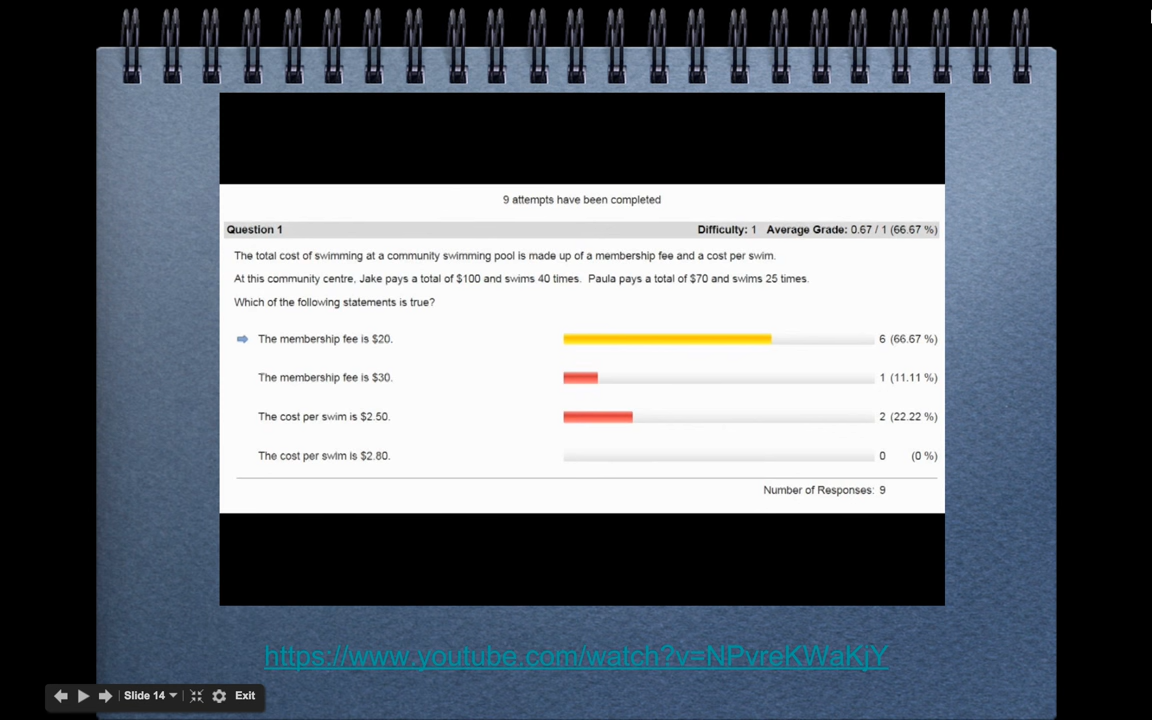 9 attempts have been completed
Question 1 Difficulty: 1 Average Grade: 0.67 / 1 (66.67 %)
The total cost of swimming at a community swimming pool is made up of a membership fee and a cost per swim.
At this community centre, Jake pays a total of $100 and swims 40 times. Paula pays a total of $70 and swims 25 times.
Which of the following statements is true?
The membership fee is $20. 6 (66.67 %)
The membership fee is $30. 1 (11.11 %)
The cost per swim is $2.50. 2 (22.22 %)
The cost per swim is $2.80. 0 (0 %)
Number of Responses: 9
https://www.youtube.com/watch?v=NPvreKWaKjY
Slide 14 Exit